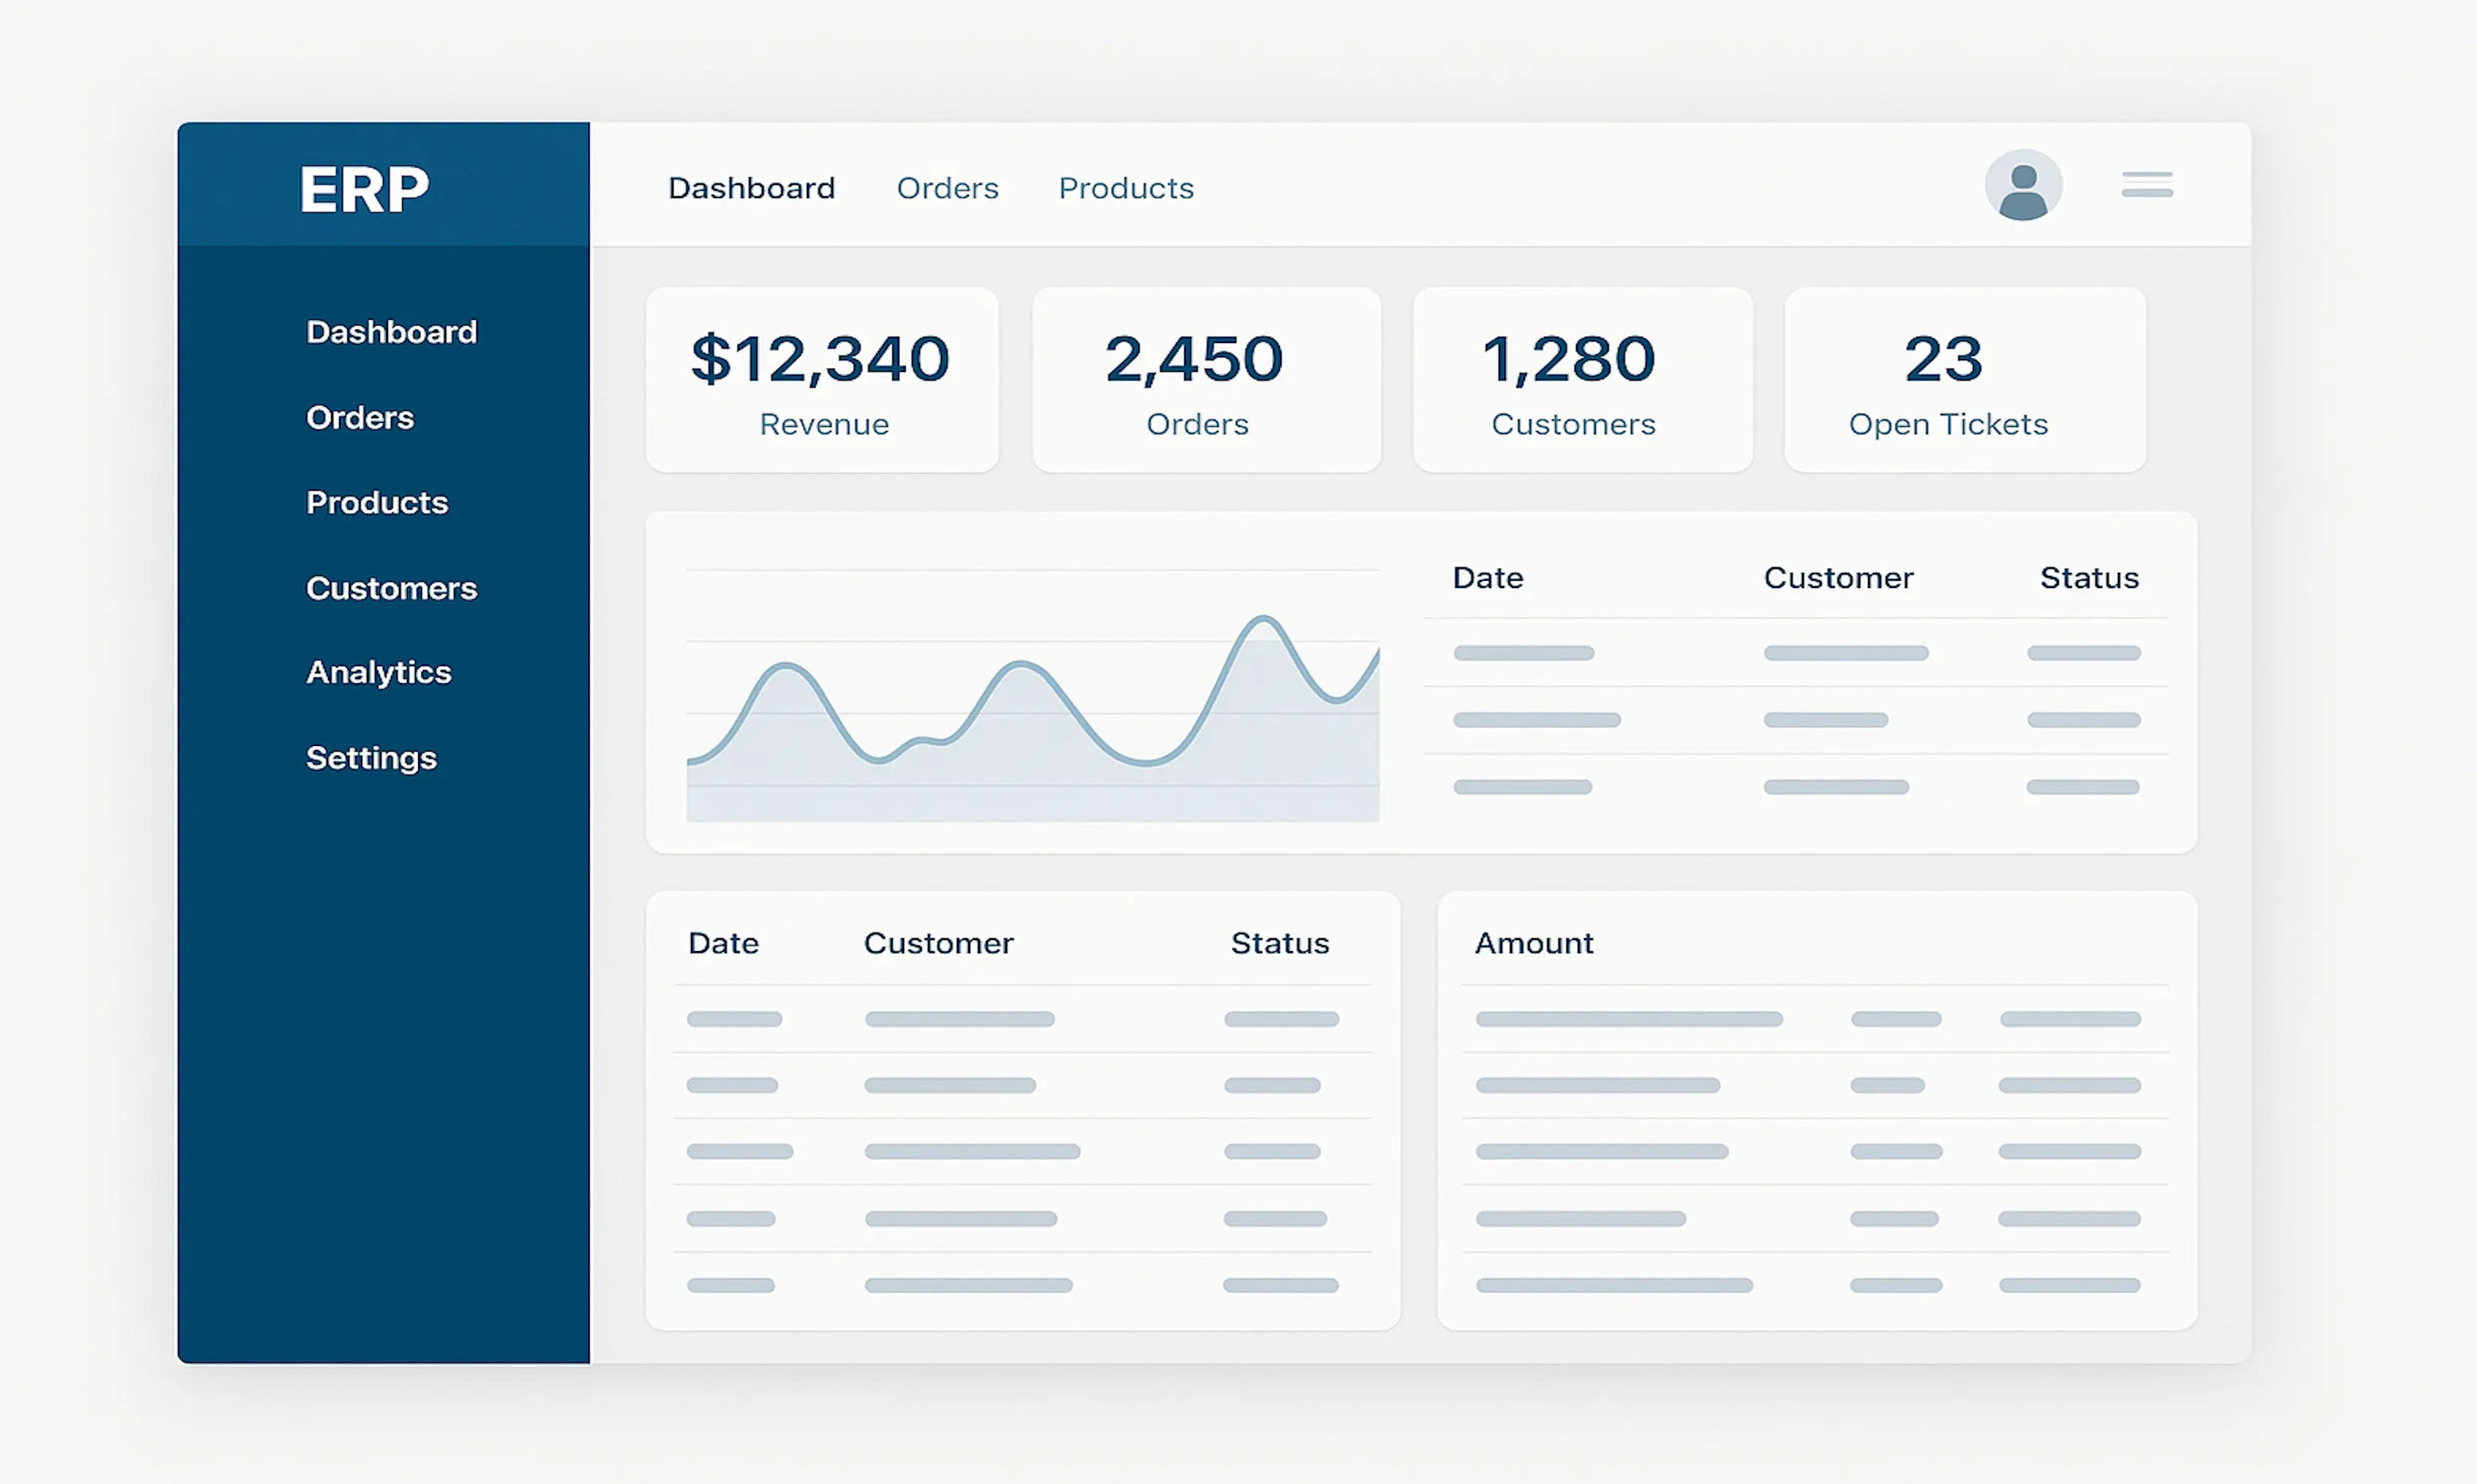 ERP
Dashboard
Orders
Products
Customers
Analytics
Settings
Dashboard Orders Products
$12,340
Revenue
2,450
Orders
1,280
Customers
23
Open Tickets
Date Customer Status
Date Customer Status
Amount